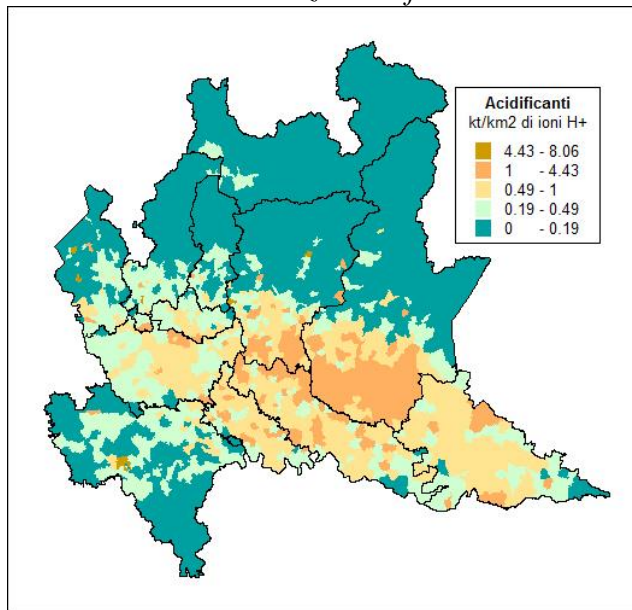 Acidificanti
kt/km2 di ioni H+
4.43 - 8.06
1 - 4.43
0.49 - 1
0.19 - 0.49
0 - 0.19